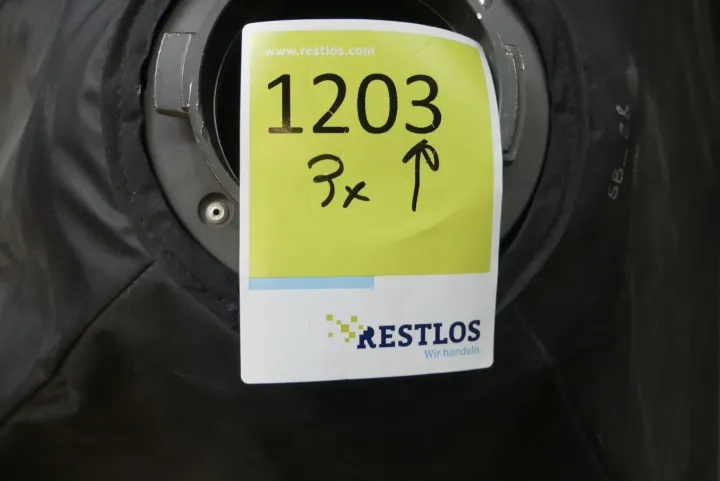 www.restlos.com
1203
3x ↑
RESTLOS
Wir handeln.